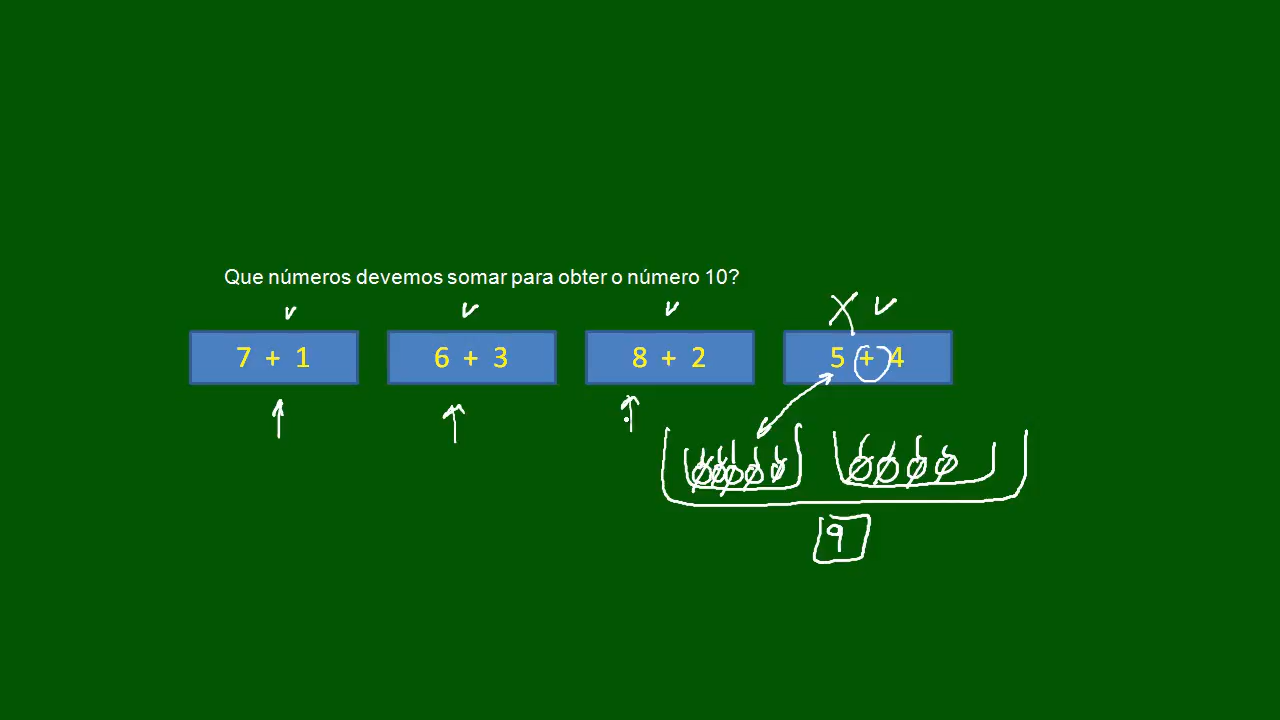 Que números devemos somar para obter o número 10?
7 + 1 6 + 3 8 + 2 5 + 4
9